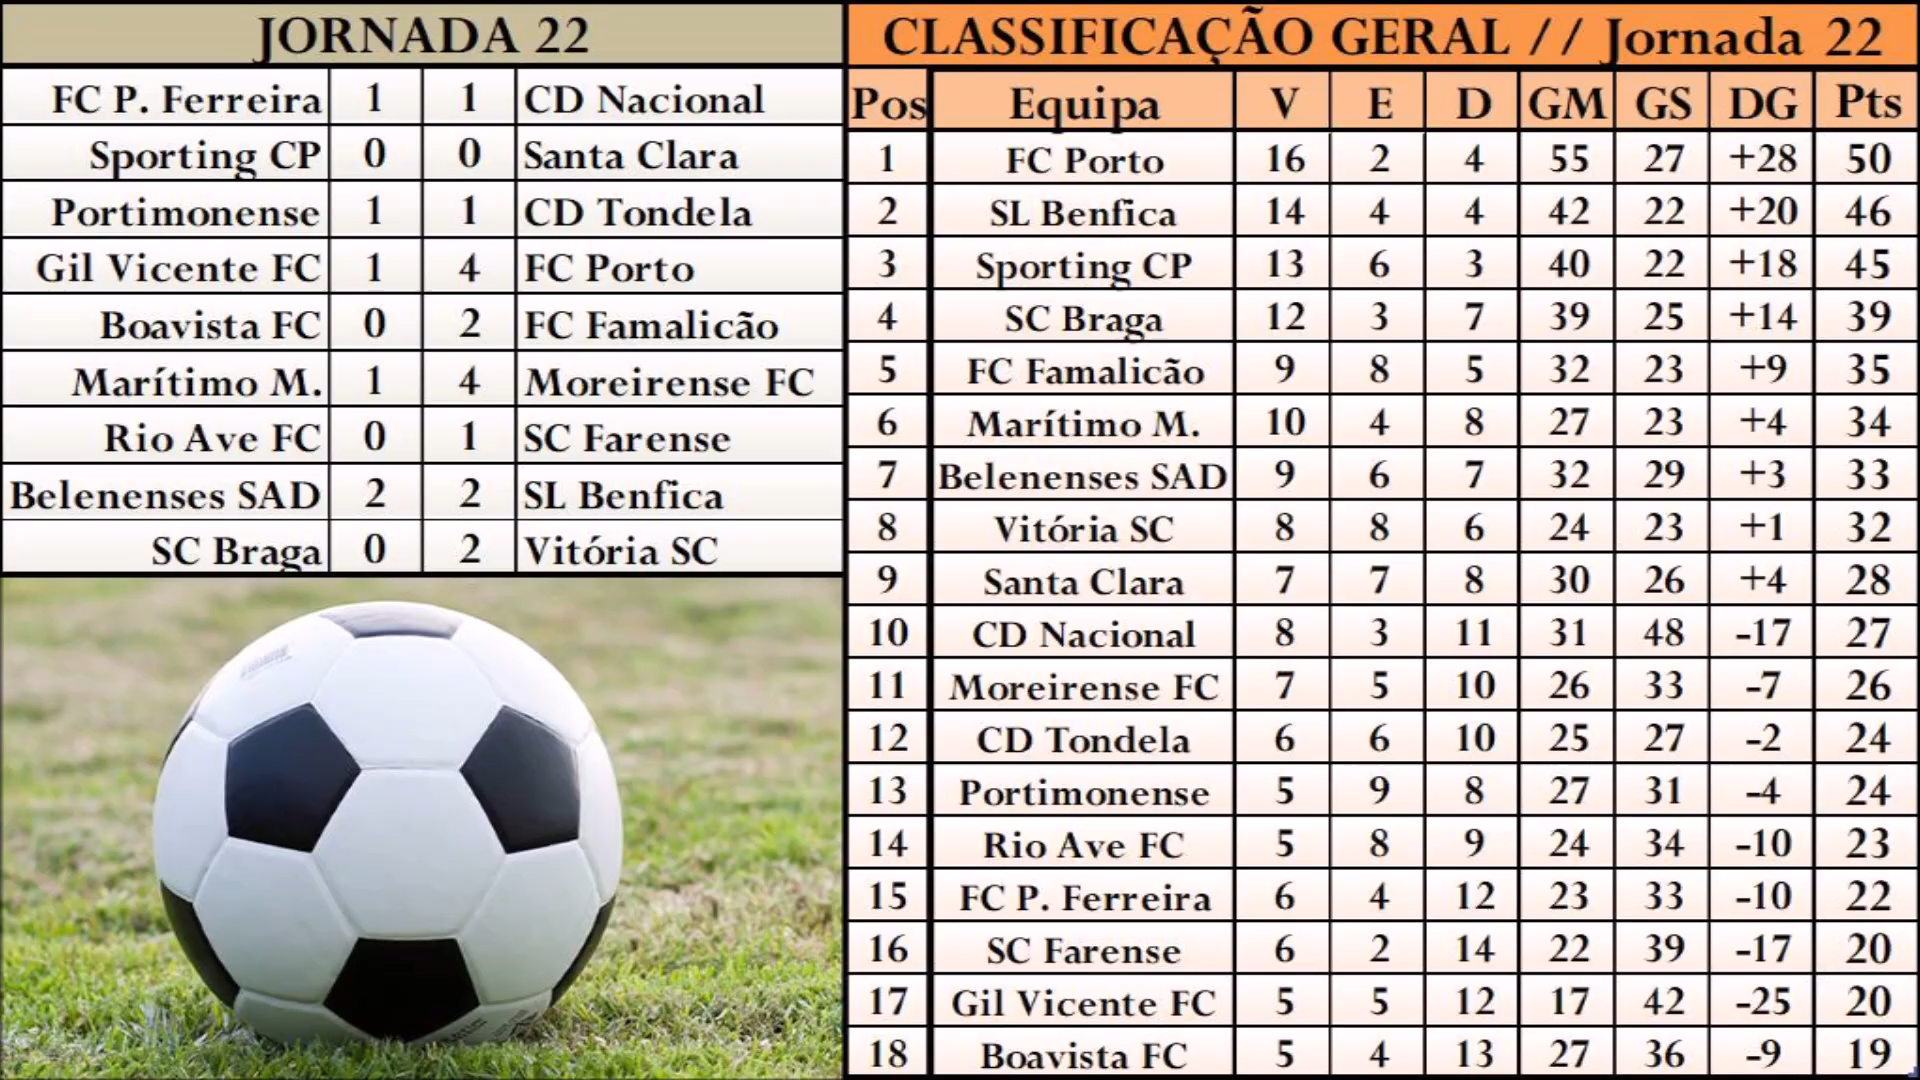 JORNADA 22
FC P. Ferreira 1 1 CD Nacional
Sporting CP 0 0 Santa Clara
Portimonense 1 1 CD Tondela
Gil Vicente FC 1 4 FC Porto
Boavista FC 0 2 FC Famalicão
Marítimo M. 1 4 Moreirense FC
Rio Ave FC 0 1 SC Farense
Belenenses SAD 2 2 SL Benfica
SC Braga 0 2 Vitória SC
CLASSIFICAÇÃO GERAL // Jornada 22
Pos Equipa V E D GM GS DG Pts
1 FC Porto 16 2 4 55 27 +28 50
2 SL Benfica 14 4 4 42 22 +20 46
3 Sporting CP 13 6 3 40 22 +18 45
4 SC Braga 12 3 7 39 25 +14 39
5 FC Famalicão 9 8 5 32 23 +9 35
6 Marítimo M. 10 4 8 27 23 +4 34
7 Belenenses SAD 9 6 7 32 29 +3 33
8 Vitória SC 8 8 6 24 23 +1 32
9 Santa Clara 7 7 8 30 26 +4 28
10 CD Nacional 8 3 11 31 48 -17 27
11 Moreirense FC 7 5 10 26 33 -7 26
12 CD Tondela 6 6 10 25 27 -2 24
13 Portimonense 5 9 8 27 31 -4 24
14 Rio Ave FC 5 8 9 24 34 -10 23
15 FC P. Ferreira 6 4 12 23 33 -10 22
16 SC Farense 6 2 14 22 39 -17 20
17 Gil Vicente FC 5 5 12 17 42 -25 20
18 Boavista FC 5 4 13 27 36 -9 19